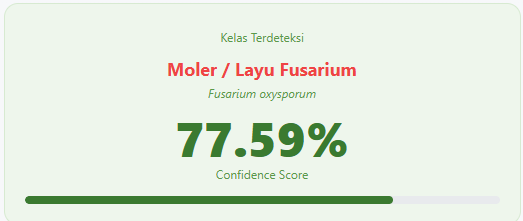 Kelas Terdeteksi
Moler / Layu Fusarium
Fusarium oxysporum
77.59%
Confidence Score